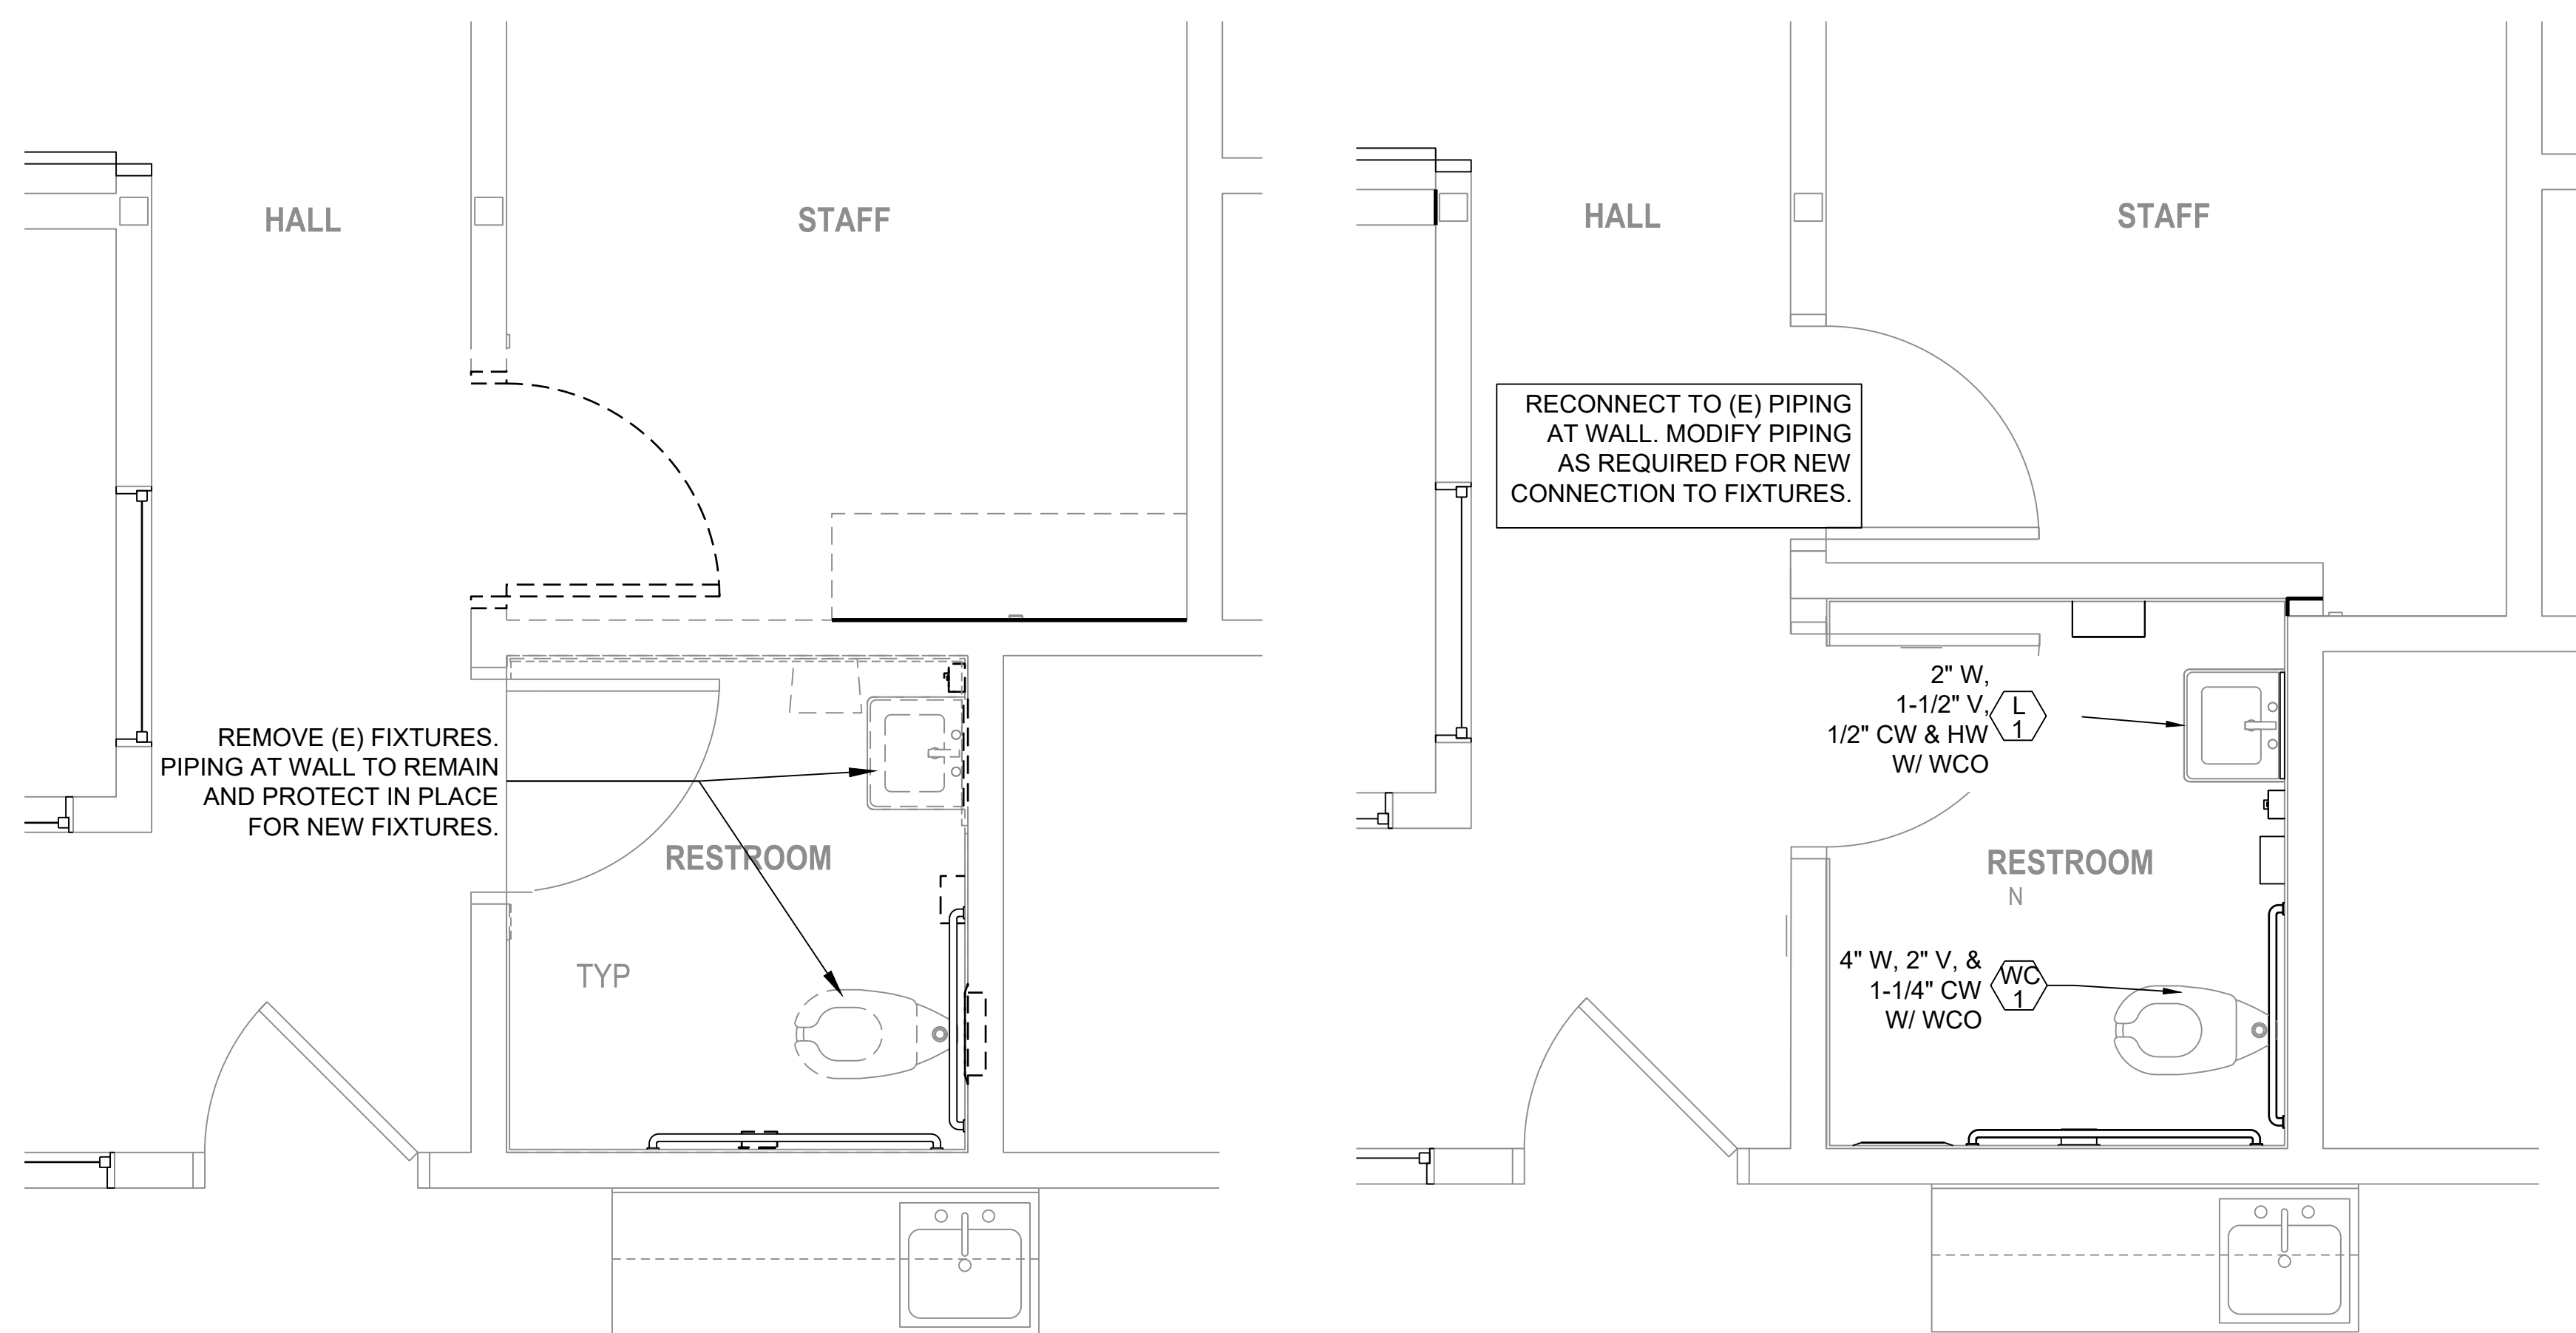 HALL
STAFF
REMOVE (E) FIXTURES.
PIPING AT WALL TO REMAIN
AND PROTECT IN PLACE
FOR NEW FIXTURES.
RESTROOM
TYP
HALL
STAFF
RECONNECT TO (E) PIPING
AT WALL. MODIFY PIPING
AS REQUIRED FOR NEW
CONNECTION TO FIXTURES.
2" W,
1-1/2" V,
1/2" CW & HW
W/ WCO
L
1
RESTROOM
N
4" W, 2" V, &
1-1/4" CW
W/ WCO
WC
1